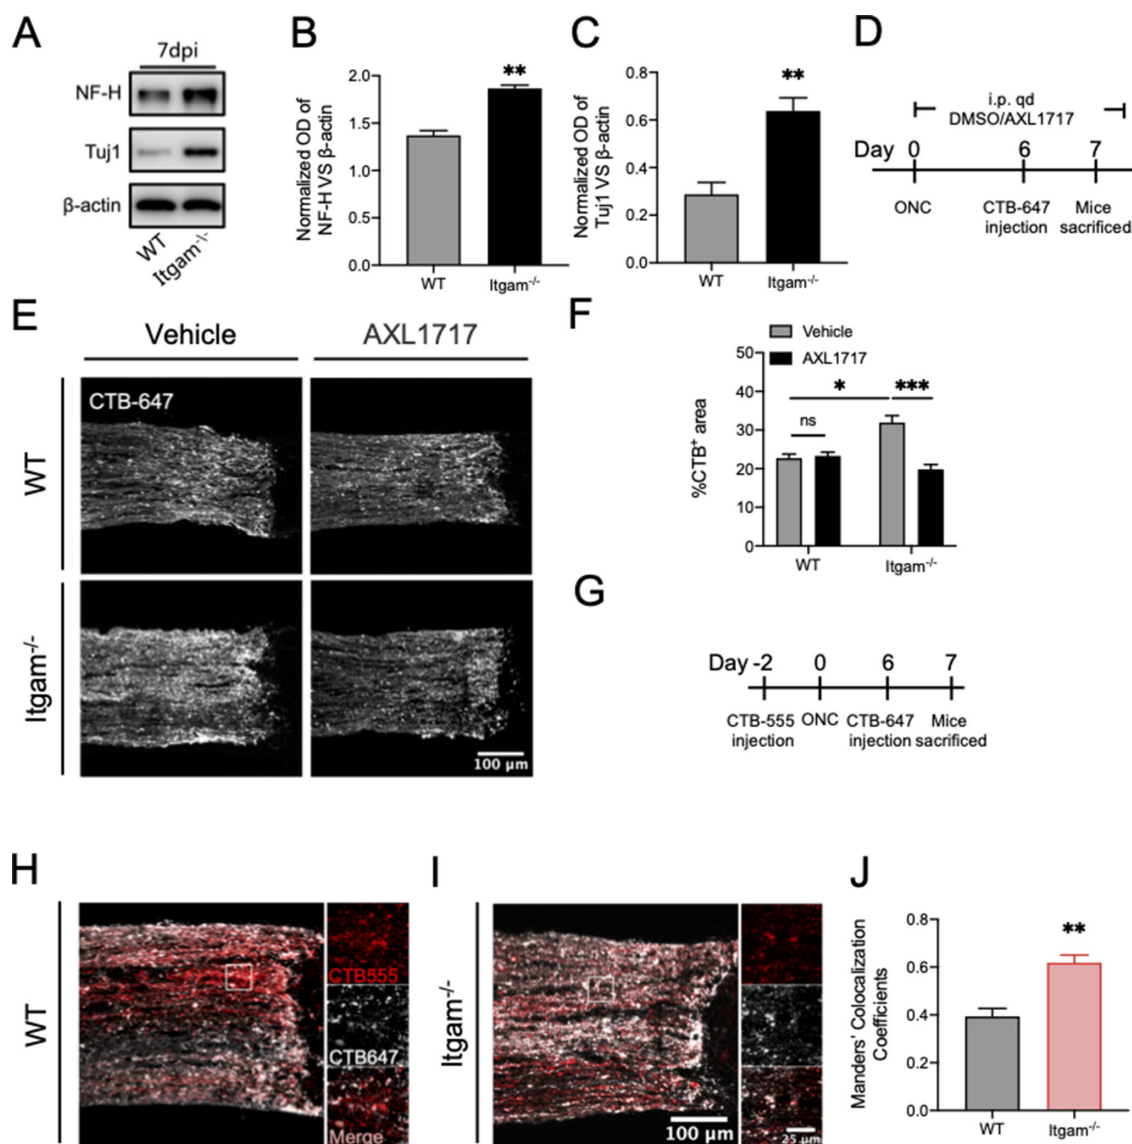 A
7dpi
NF-H
Tuj1
β-actin
WT
Itgam-/-
B
**
Normalized OD of
NF-H VS β-actin
2.0
1.5
1.0
0.5
0.0
WT
Itgam-/-
C
**
Normalized OD of
Tuj1 VS β-actin
0.8
0.6
0.4
0.2
0.0
WT
Itgam-/-
D
i.p. qd
DMSO/AXL1717
Day 0 6 7
ONC
CTB-647
injection
Mice
sacrificed
E
Vehicle
AXL1717
WT
CTB-647
Itgam-/-
100 μm
F
Vehicle
AXL1717
%CTB+ area
50
40
30
20
10
0
ns
*
***
WT
Itgam-/-
G
Day -2 0 6 7
CTB-555
injection
ONC
CTB-647
injection
Mice
sacrificed
H
WT
CTB555
CTB647
Merge
I
Itgam-/-
100 μm
25 μm
J
**
Manders' Colocalization
Coefficients
0.8
0.6
0.4
0.2
0.0
WT
Itgam-/-